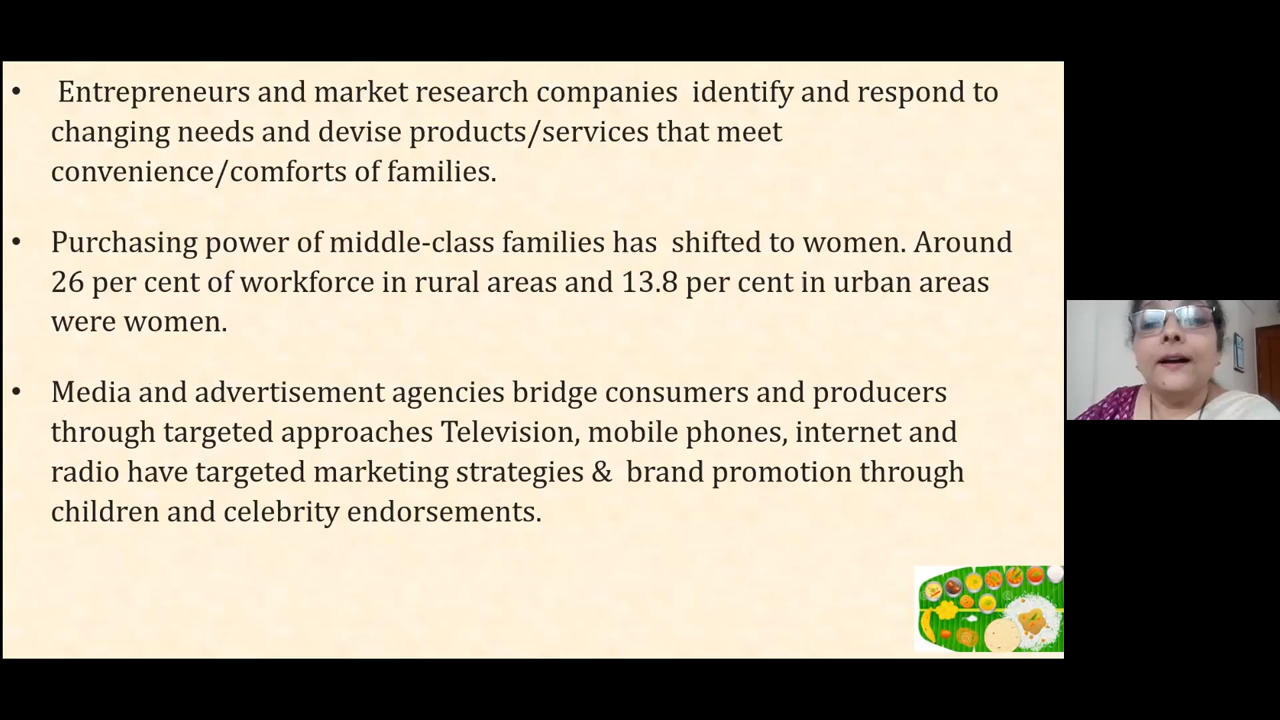 • Entrepreneurs and market research companies identify and respond to
changing needs and devise products/services that meet
convenience/comforts of families.
• Purchasing power of middle-class families has shifted to women. Around
26 per cent of workforce in rural areas and 13.8 per cent in urban areas
were women.
• Media and advertisement agencies bridge consumers and producers
through targeted approaches Television, mobile phones, internet and
radio have targeted marketing strategies & brand promotion through
children and celebrity endorsements.